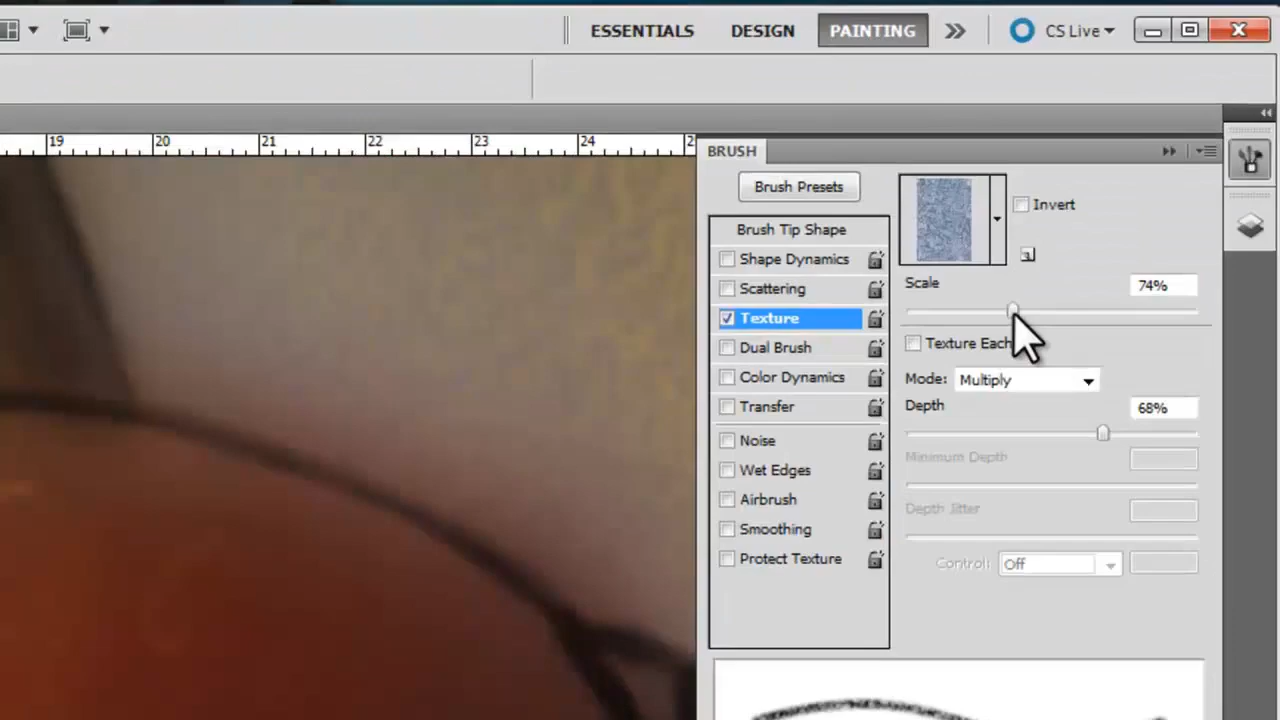 ESSENTIALS DESIGN PAINTING CS Live
19 20 21 22 23 24 2
BRUSH
Brush Presets
Invert
Brush Tip Shape
Shape Dynamics
Scattering
Texture
Dual Brush
Color Dynamics
Transfer
Noise
Wet Edges
Airbrush
Smoothing
Protect Texture
Scale 74%
Texture Each
Mode: Multiply
Depth 68%
Minimum Depth
Depth Jitter
Control: Off